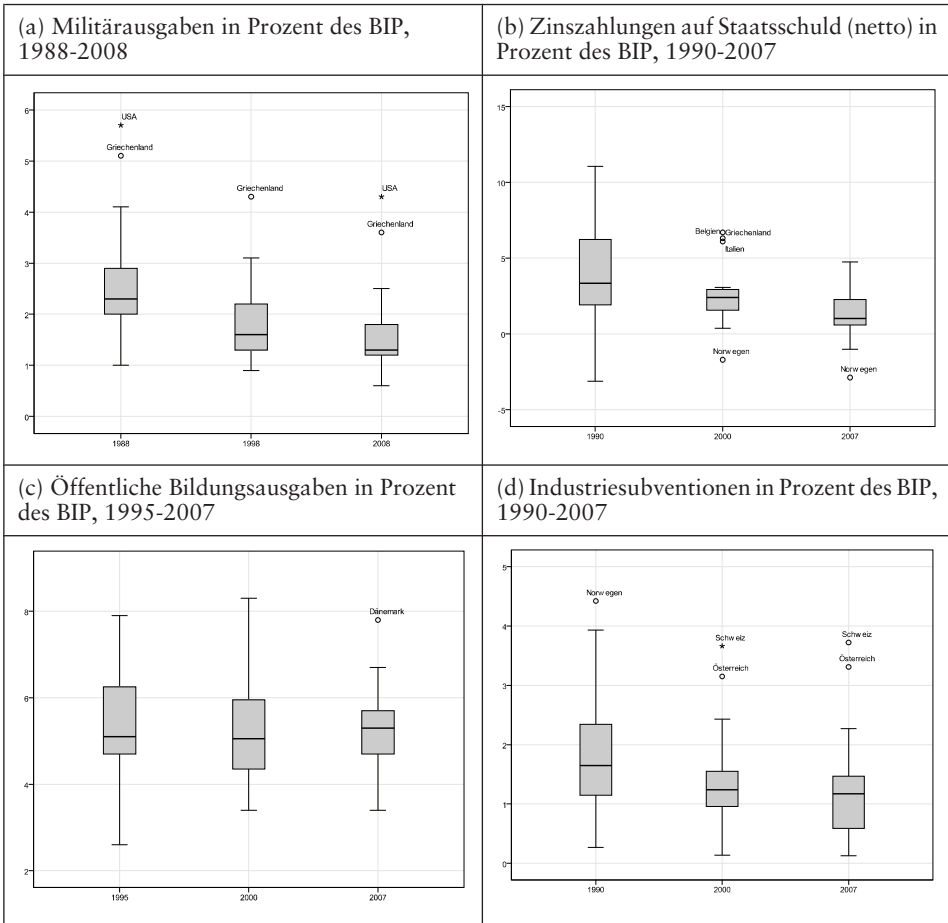 (a) Militärausgaben in Prozent des BIP,
1988-2008
6
5
4
3
2
1
0
USA
Griechenland
Griechenland
USA
Griechenland
1988
1998
2008
(b) Zinszahlungen auf Staatsschuld (netto) in
Prozent des BIP, 1990-2007
15
10
5
0
-5
Belgien Griechenland
Italien
Norwegen
Norwegen
1990
2000
2007
(c) Öffentliche Bildungsausgaben in Prozent
des BIP, 1995-2007
8
6
4
2
Dänemark
1995
2000
2007
(d) Industriesubventionen in Prozent des BIP,
1990-2007
5
4
3
2
1
0
Norwegen
Schweiz
Österreich
Schweiz
Österreich
1990
2000
2007